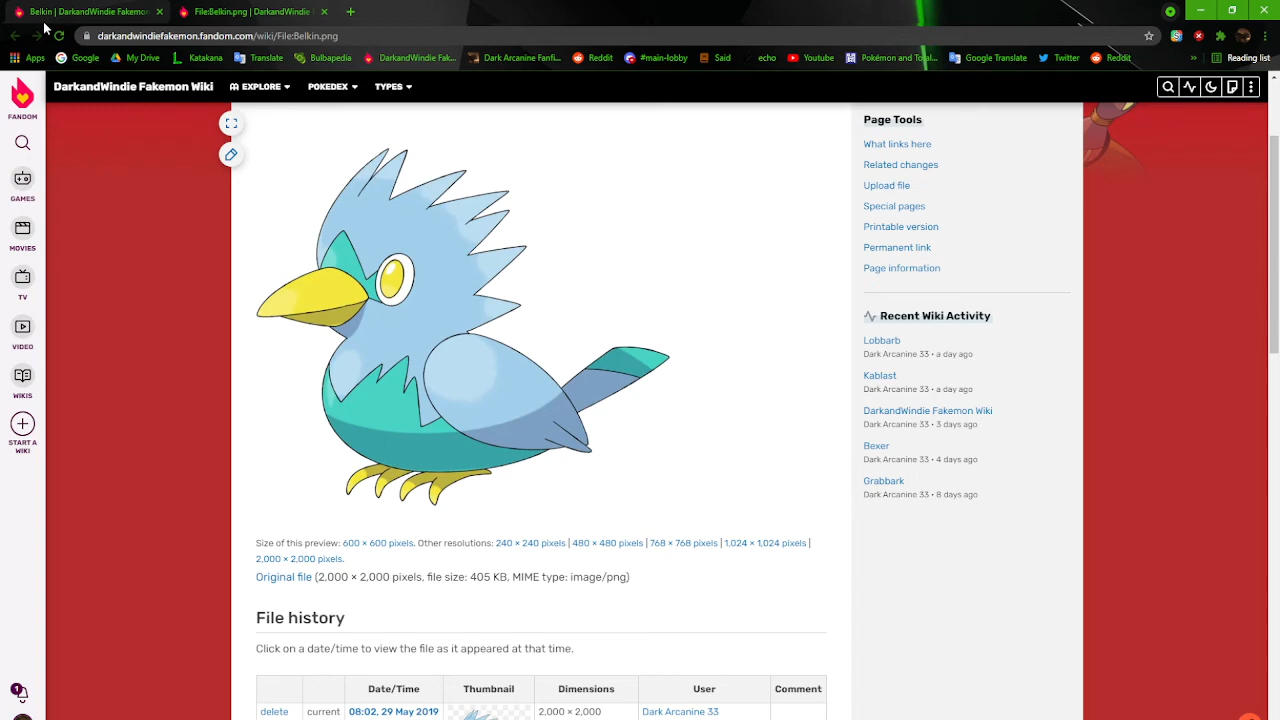 Belkin | DarkandWindie Fakemon
File:Belkin.png | DarkandWindie
darkandwindiefakemon.fandom.com/wiki/File:Belkin.png
Apps Google Translate Bulbapedia My Drive Katakana DarkandWindie Fake... Dark Arcanine Fanfi... Reddit #main-lobby Said echo YouTube Pokémon and Total... Google Translate Twitter Reddit » Reading list
DarkandWindie Fakemon Wiki EXPLORE POKEDEX TYPES
FANDOM
GAMES
MOVIES
TV
VIDEO
WIKIS
START A
WIKI
1
Size of this preview: 600 × 600 pixels. Other resolutions: 240 × 240 pixels | 480 × 480 pixels | 768 × 768 pixels | 1,024 × 1,024 pixels |
2,000 × 2,000 pixels.
Original file (2,000 × 2,000 pixels, file size: 405 KB, MIME type: image/png)
File history
Click on a date/time to view the file as it appeared at that time.
Date/Time Thumbnail Dimensions User Comment
delete current 08:02, 29 May 2019 2,000 × 2,000 Dark Arcanine 33
Page Tools
What links here
Related changes
Upload file
Special pages
Printable version
Permanent link
Page information
Recent Wiki Activity
Lobbarb
Dark Arcanine 33 • a day ago
Kablast
Dark Arcanine 33 • a day ago
DarkandWindie Fakemon Wiki
Dark Arcanine 33 • 3 days ago
Bexer
Dark Arcanine 33 • 4 days ago
Grabbark
Dark Arcanine 33 • 8 days ago